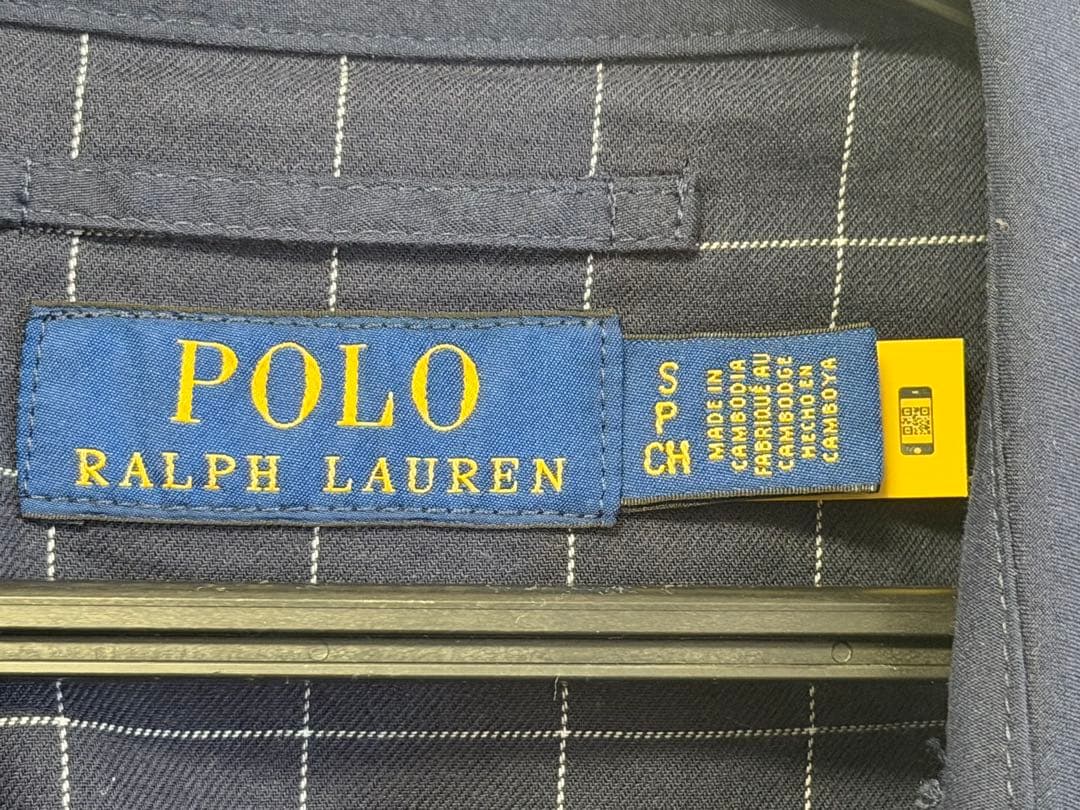 POLO
RALPH LAUREN
S
P
CH
MADE IN
CAMBODIA
FABRIQUÉ AU
CAMBODGE
HECHO EN
CAMBOYA